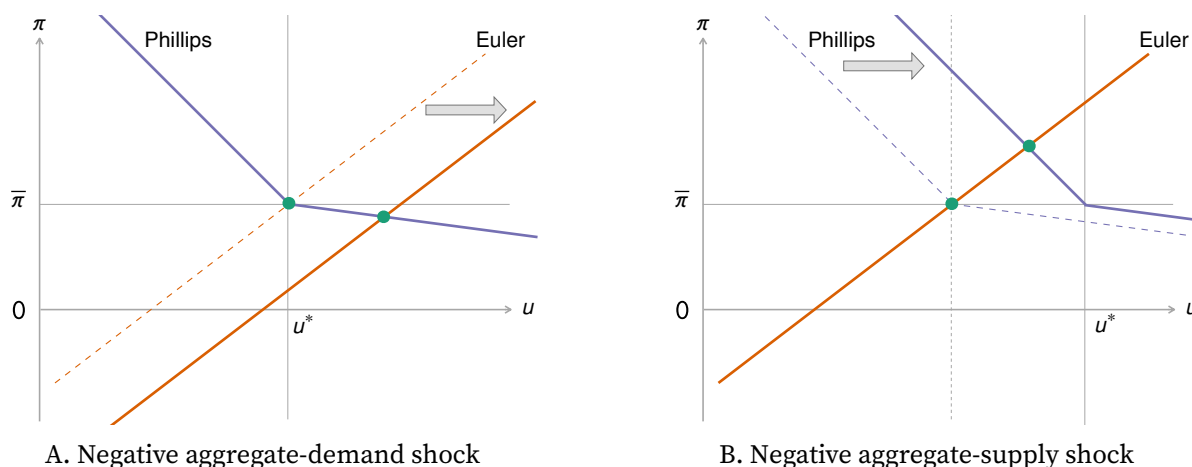 π
Phillips
Euler
π̅
0
u
u*
A. Negative aggregate-demand shock
π
Phillips
Euler
π̅
0
u
u*
B. Negative aggregate-supply shock